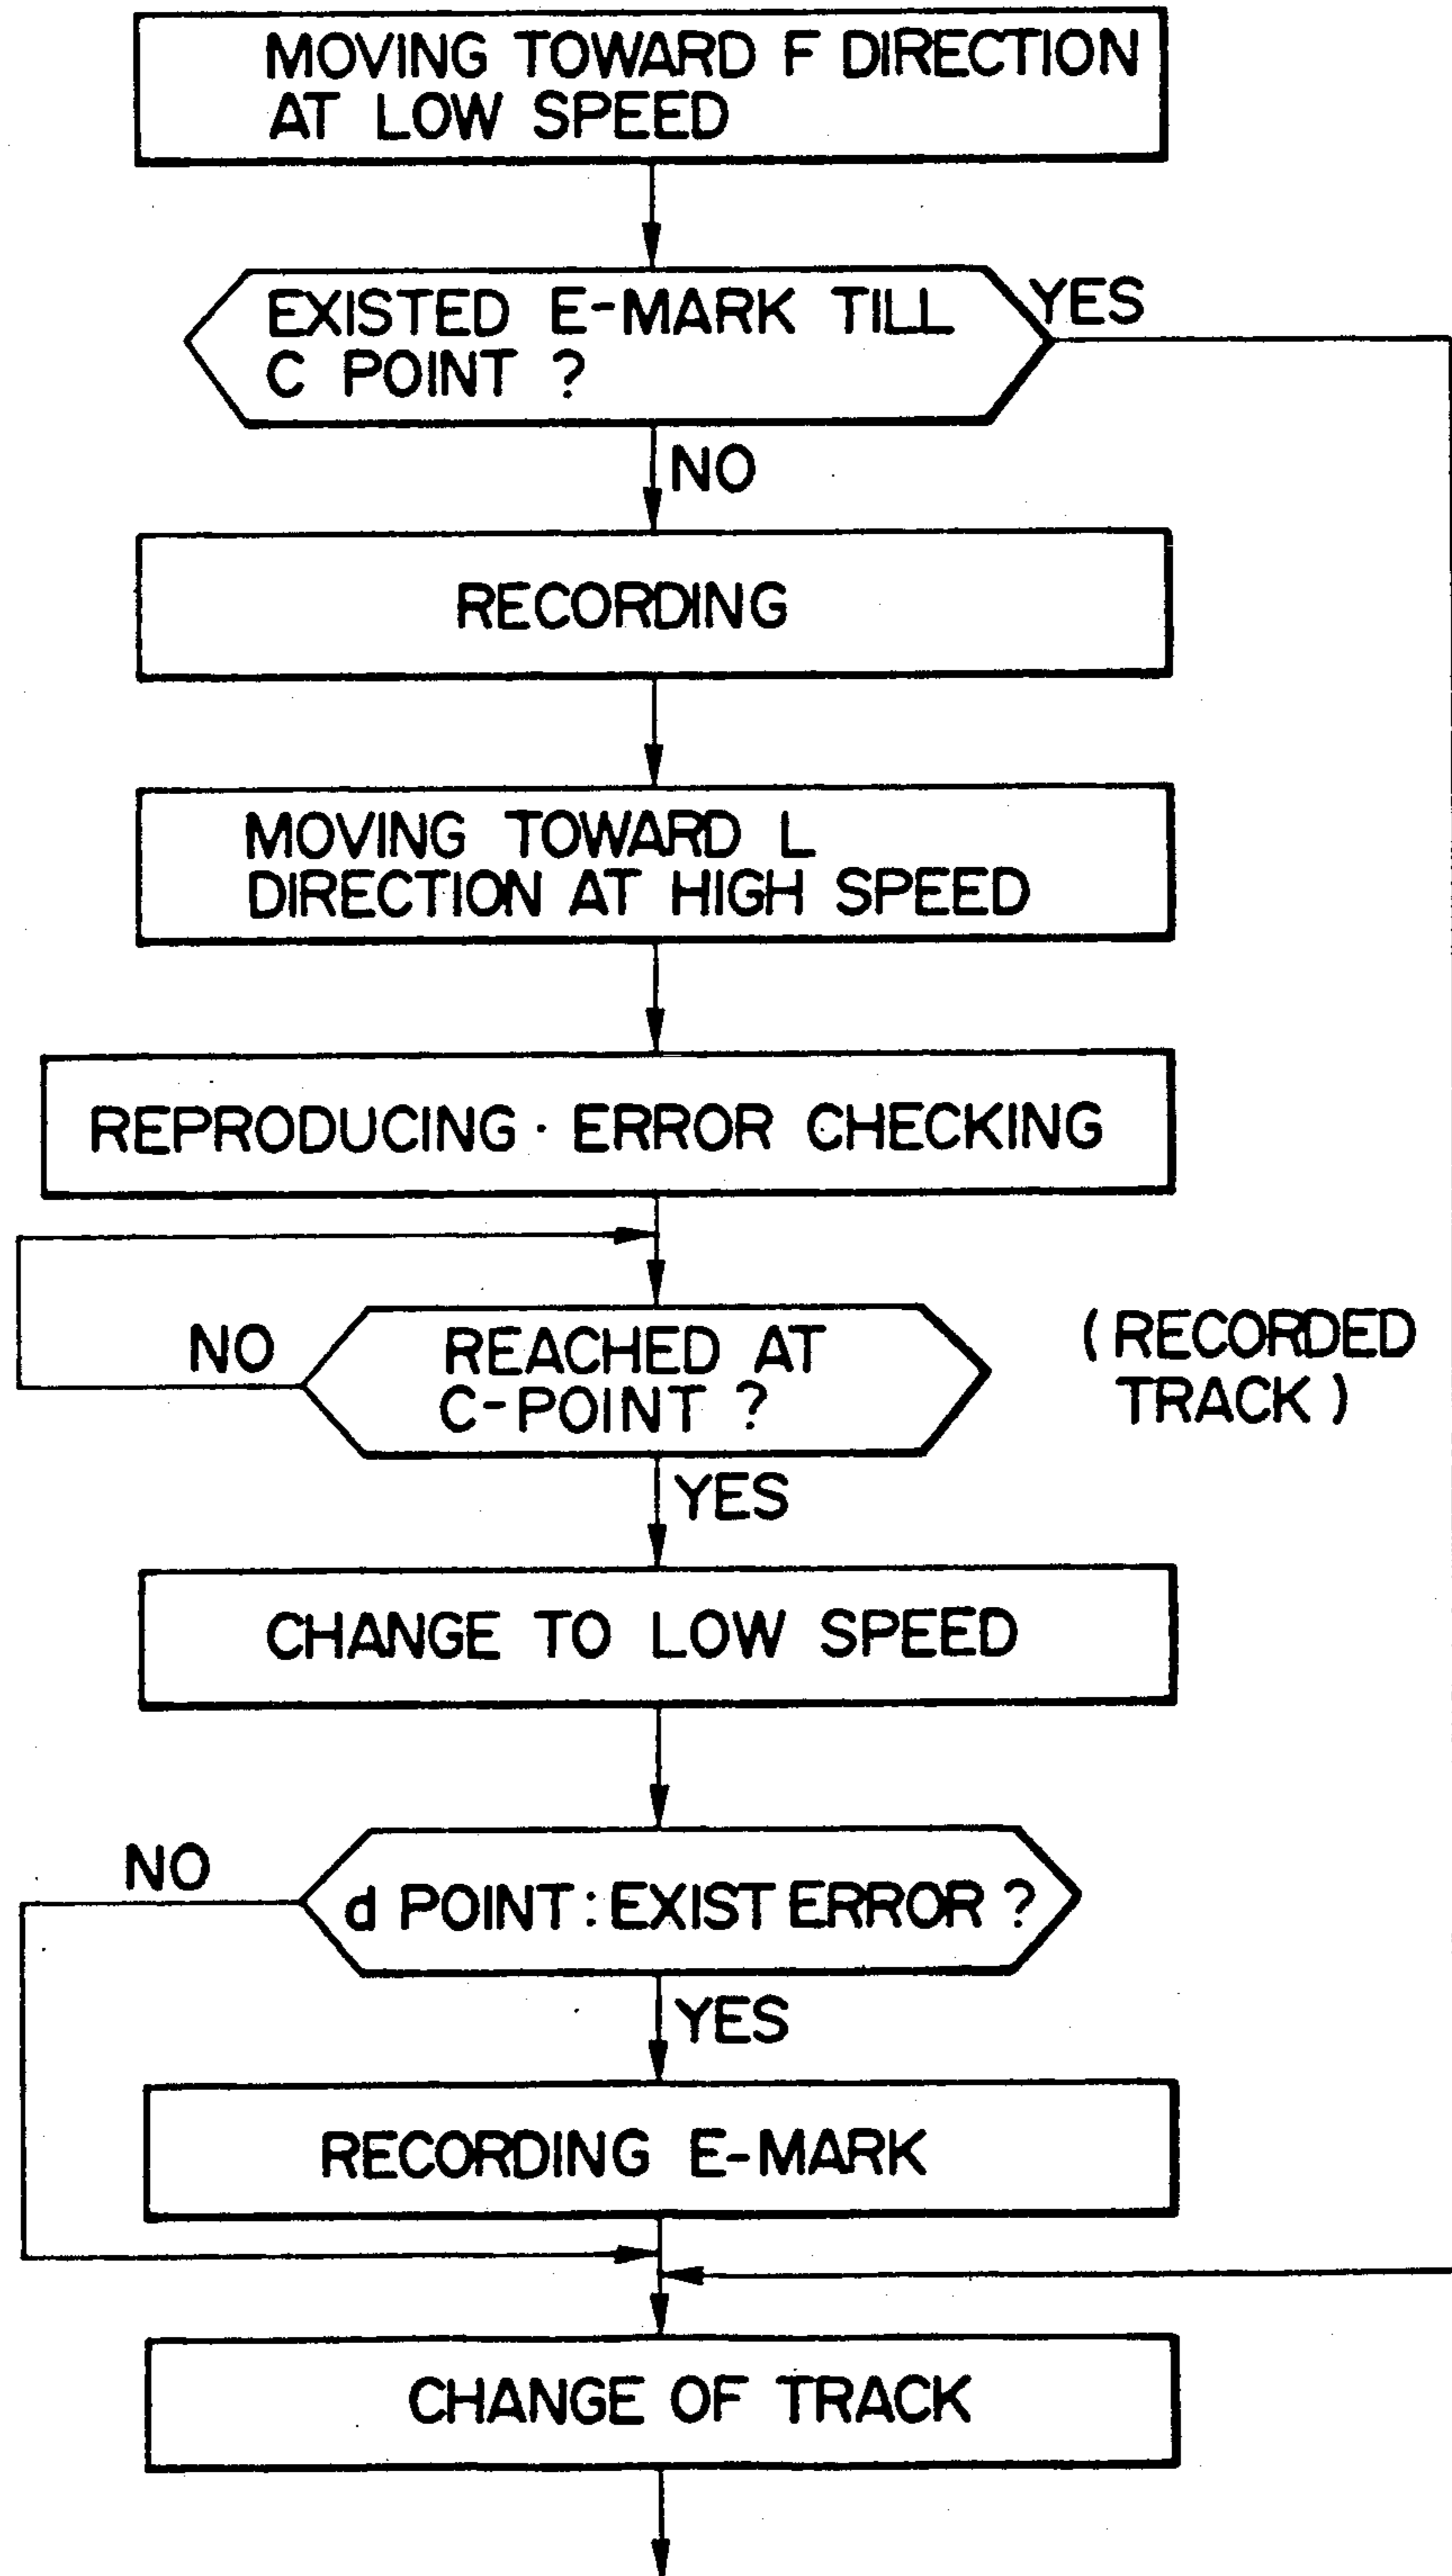 MOVING TOWARD F DIRECTION
AT LOW SPEED
EXISTED E-MARK TILL
C POINT ?
YES
NO
RECORDING
MOVING TOWARD L
DIRECTION AT HIGH SPEED
REPRODUCING · ERROR CHECKING
NO
REACHED AT
C-POINT ?
(RECORDED
TRACK)
YES
CHANGE TO LOW SPEED
NO
d POINT : EXIST ERROR ?
YES
RECORDING E-MARK
CHANGE OF TRACK